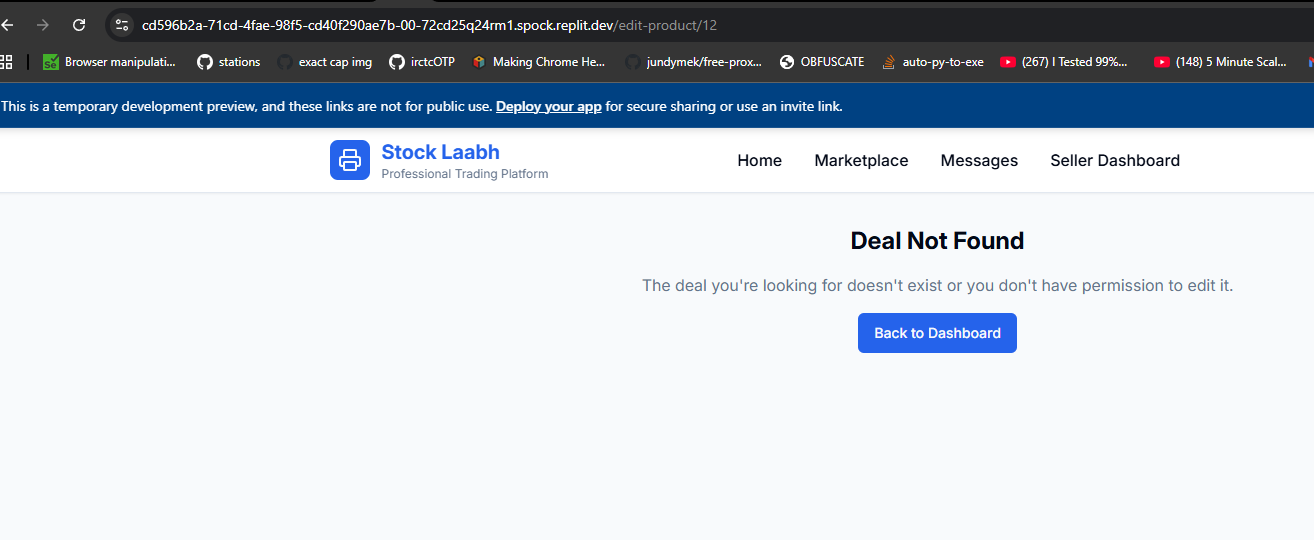 cd596b2a-71cd-4fae-98f5-cd40f290ae7b-00-72cd25q24rm1.spock.replit.dev/edit-product/12
Browser manipulati... stations exact cap img irctcOTP Making Chrome He... jundymek/free-prox... OBFUSCATE auto-py-to-exe (267) I Tested 99%... (148) 5 Minute Scal...
This is a temporary development preview, and these links are not for public use. Deploy your app for secure sharing or use an invite link.
Stock Laabh
Professional Trading Platform
Home Marketplace Messages Seller Dashboard
Deal Not Found
The deal you're looking for doesn't exist or you don't have permission to edit it.
Back to Dashboard